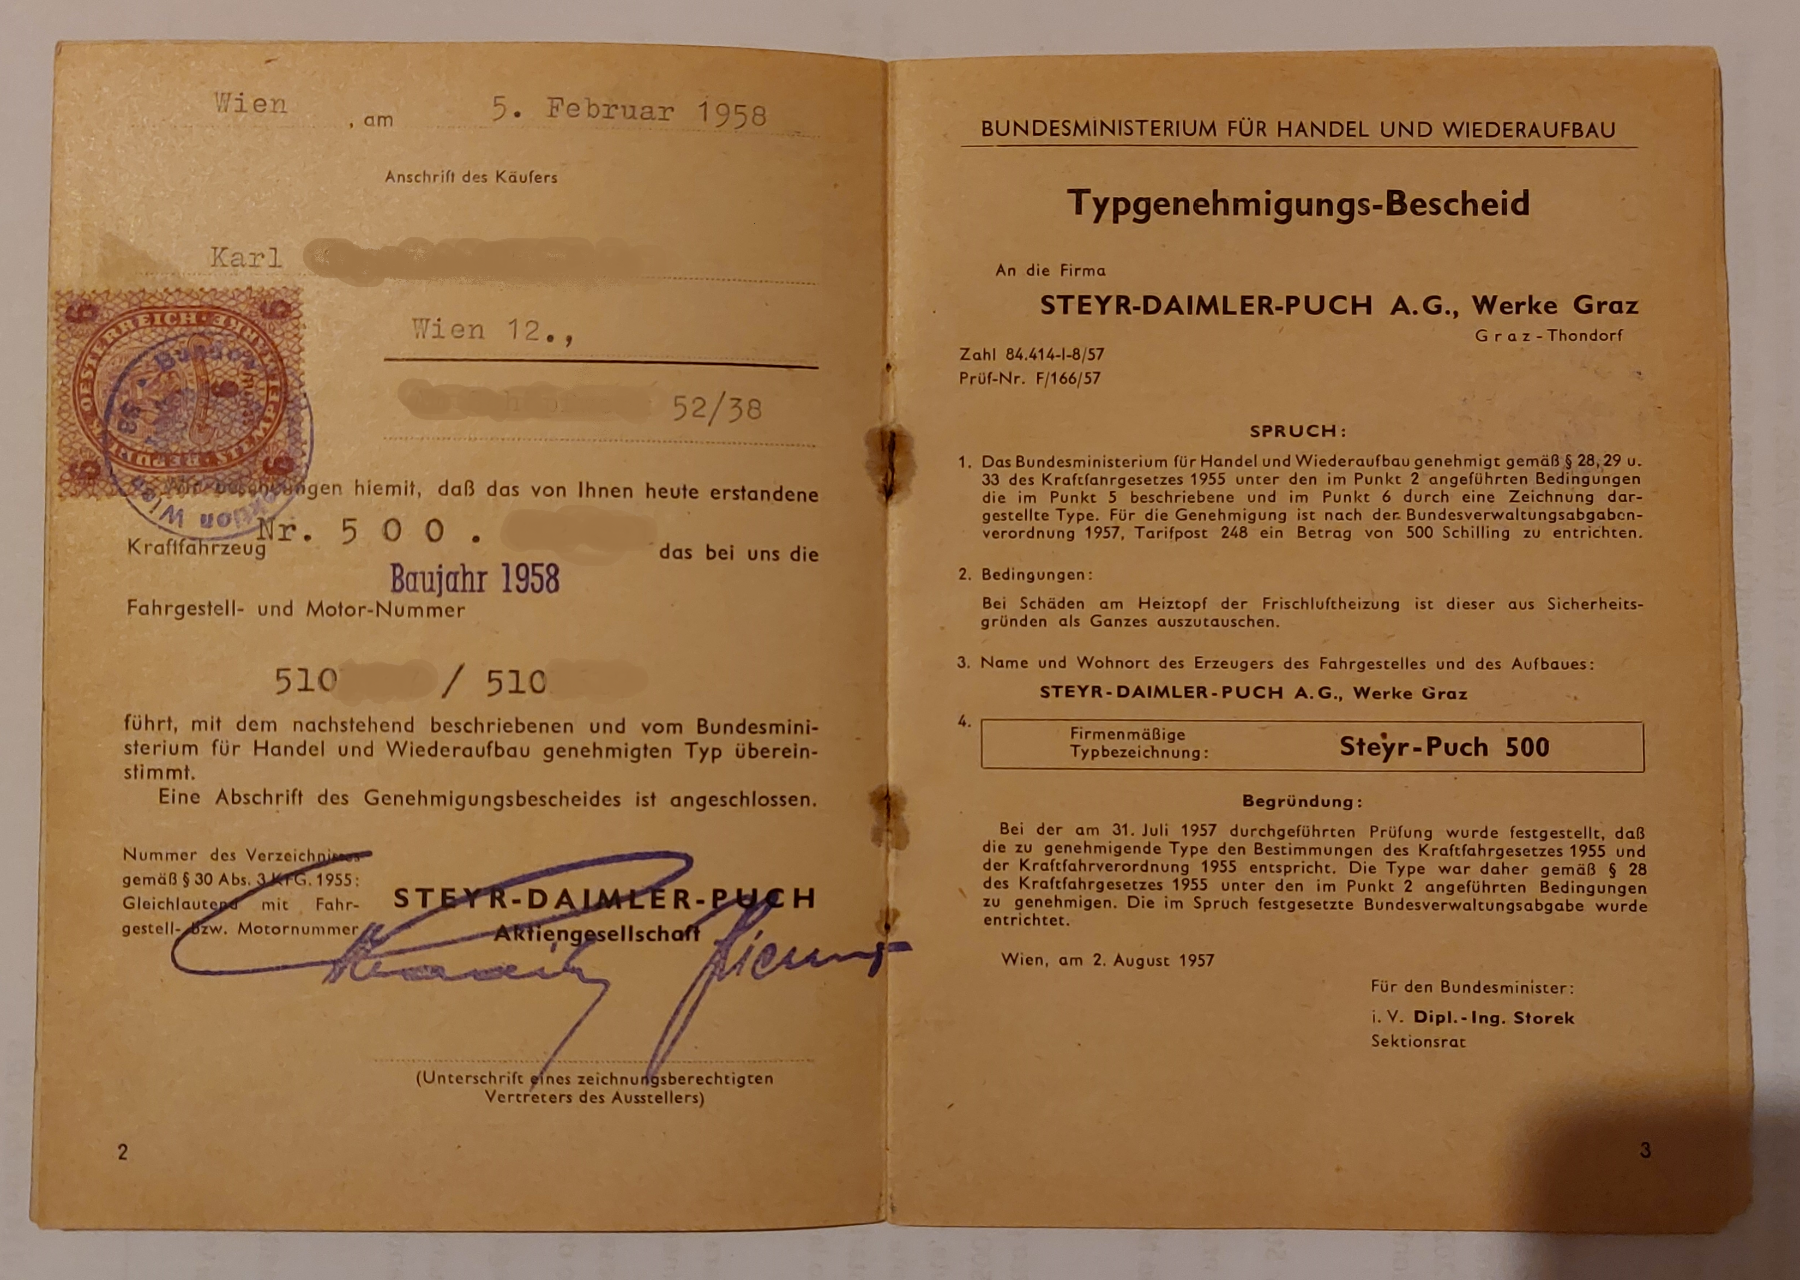 Wien , am 5. Februar 1958
Anschrift des Käufers
Karl
Wien 12.,
52/38
REPUBLIK ÖSTERREICH
6 6 6 6
hiemit, daß das von Ihnen heute erstandene
Nr. 500.
Kraftfahrzeug das bei uns die
Baujahr 1958
Fahrgestell- und Motor-Nummer
510 / 510
führt, mit dem nachstehend beschriebenen und vom Bundesmini-
sterium für Handel und Wiederaufbau genehmigten Typ überein-
stimmt.
Eine Abschrift des Genehmigungsbescheides ist angeschlossen.
Nummer des Verzeichnisses
gemäß § 30 Abs. 3 KFG. 1955:
Gleichlautend mit Fahr-
gestell- bzw. Motornummer
STEYR-DAIMLER-PUCH
Aktiengesellschaft
(Unterschrift eines zeichnungsberechtigten
Vertreters des Ausstellers)
2
BUNDESMINISTERIUM FÜR HANDEL UND WIEDERAUFBAU
Typgenehmigungs-Bescheid
An die Firma
STEYR-DAIMLER-PUCH A.G., Werke Graz
Graz-Thondorf
Zahl 84.414-I-8/57
Prüf-Nr. F/166/57
SPRUCH:
1. Das Bundesministerium für Handel und Wiederaufbau genehmigt gemäß § 28, 29 u.
33 des Kraftfahrgesetzes 1955 unter den im Punkt 2 angeführten Bedingungen
die im Punkt 5 beschriebene und im Punkt 6 durch eine Zeichnung dar-
gestellte Type. Für die Genehmigung ist nach der Bundesverwaltungsabgaben-
verordnung 1957, Tarifpost 248 ein Betrag von 500 Schilling zu entrichten.
2. Bedingungen:
Bei Schäden am Heiztopf der Frischluftheizung ist dieser aus Sicherheits-
gründen als Ganzes auszutauschen.
3. Name und Wohnort des Erzeugers des Fahrgestelles und des Aufbaues:
STEYR-DAIMLER-PUCH A.G., Werke Graz
4. Firmenmäßige
Typbezeichnung: Steyr-Puch 500
Begründung:
Bei der am 31. Juli 1957 durchgeführten Prüfung wurde festgestellt, daß
die zu genehmigende Type den Bestimmungen des Kraftfahrgesetzes 1955 und
der Kraftfahrverordnung 1955 entspricht. Die Type war daher gemäß § 28
des Kraftfahrgesetzes 1955 unter den im Punkt 2 angeführten Bedingungen
zu genehmigen. Die im Spruch festgesetzte Bundesverwaltungsabgabe wurde
entrichtet.
Wien, am 2. August 1957
Für den Bundesminister:
i. V. Dipl.-Ing. Storek
Sektionsrat
3